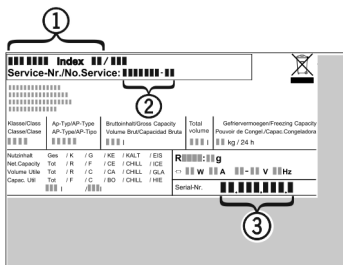 1
Index /
Service-Nr./No.Service: -
2
Klasse/Class Ap-Typ/AP-Type Bruttoinhalt/Gross Capacity Total Gefriervermoegen/Freezing Capacity
Classe/Clase AP-Type/AP-Tipo Volume Brut/Capacidad Bruta volume Pouvoir de Congel./Capac.Congeladora
l l kg / 24 h
Nutzinhalt Ges / K / G / KE / KALT / EIS
Net.Capacity Tot / R / F / CE / CHILL / ICE
Volume Utile Tot / F / C / CA / CHILL / GLA
Capac. Util Tot / F / C / BO / CHILL / HIE
l / l
R : g
W A - V Hz
Serial-Nr. . . .
3